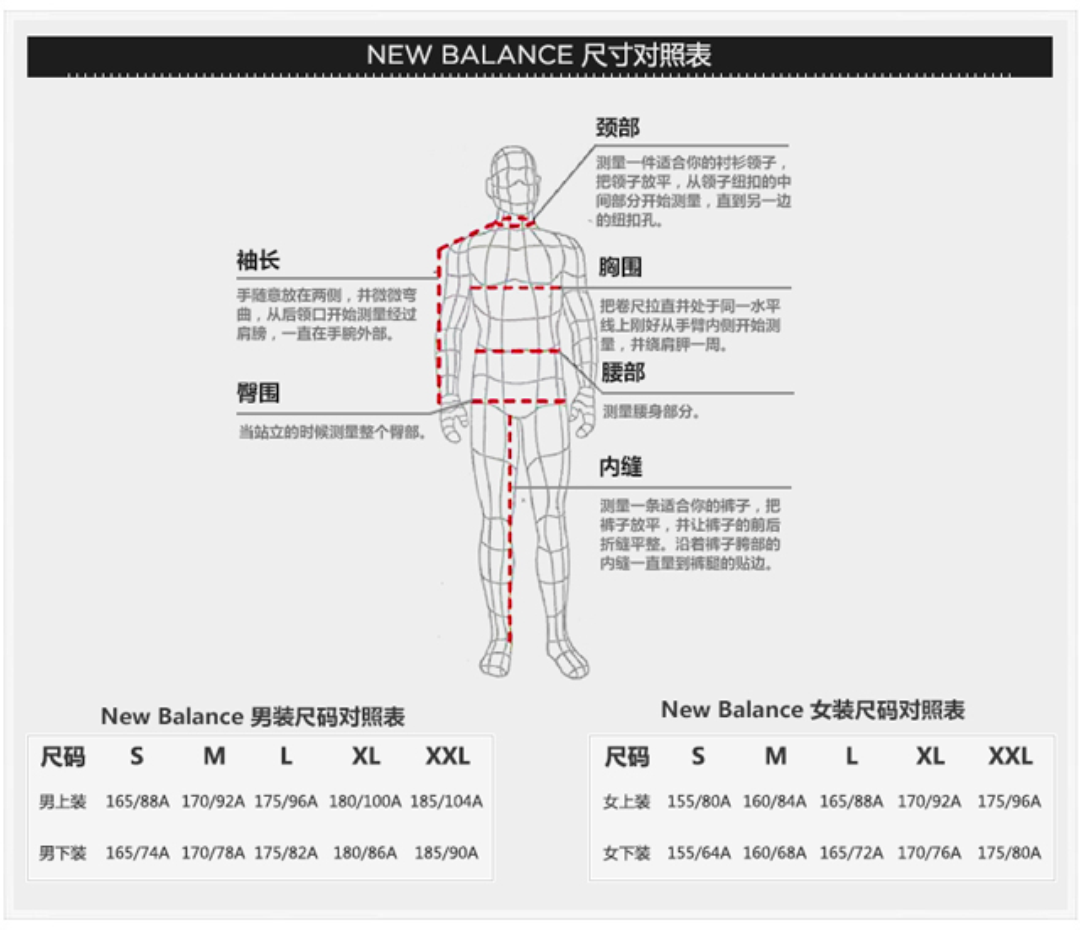 NEW BALANCE 尺寸对照表
颈部
测量一件适合你的衬衫领子，
把领子放平，从领子纽扣的中
间部分开始测量，直到另一边
的纽扣孔。
袖长
手随意放在两侧，并微微弯
曲，从后领口开始测量经过
肩膀，一直在手腕外部。
胸围
把卷尺拉直并处于同一水平
线上刚好从手臂内侧开始测
量，并绕肩胛一周。
腰部
测量腰身部分。
臀围
当站立的时候测量整个臀部。
内缝
测量一条适合你的裤子，把
裤子放平，并让裤子的前后
折缝平整。沿着裤子胯部的
内缝一直量到裤腿的贴边。
New Balance 男装尺码对照表
尺码 S M L XL XXL
男上装 165/88A 170/92A 175/96A 180/100A 185/104A
男下装 165/74A 170/78A 175/82A 180/86A 185/90A
New Balance 女装尺码对照表
尺码 S M L XL XXL
女上装 155/80A 160/84A 165/88A 170/92A 175/96A
女下装 155/64A 160/68A 165/72A 170/76A 175/80A